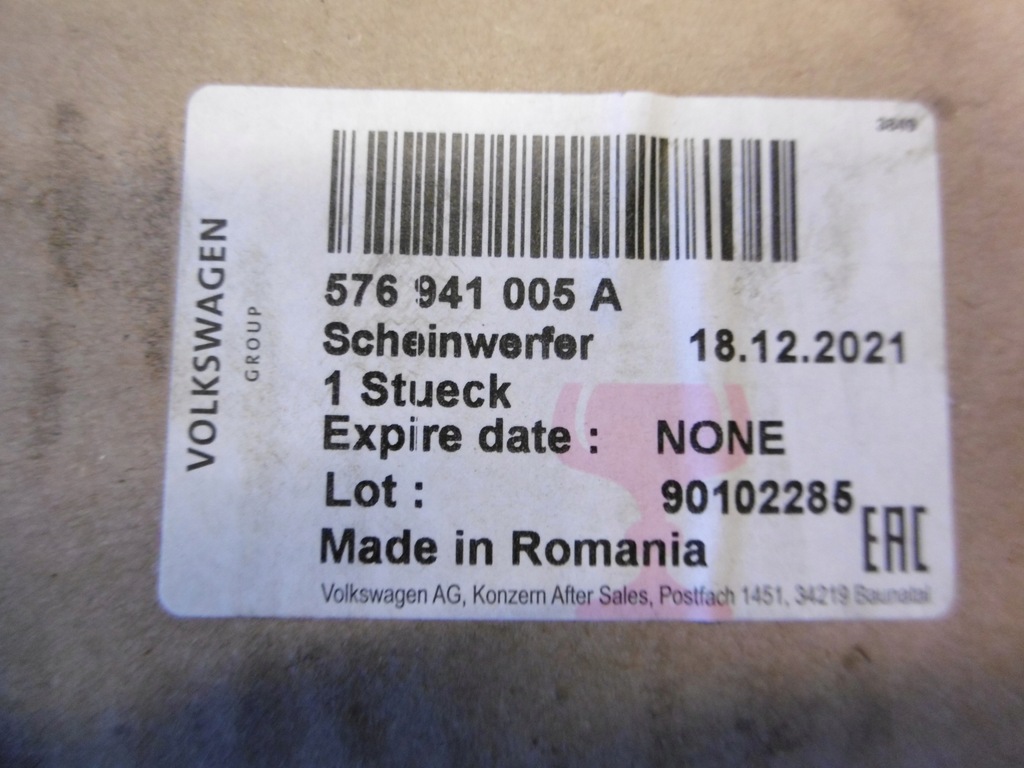 3849
VOLKSWAGEN
GROUP
576 941 005 A
Scheinwerfer 18.12.2021
1 Stueck
Expire date : NONE
Lot : 90102285
EAC
Made in Romania
Volkswagen AG, Konzern After Sales, Postfach 1451, 34219 Baunatal